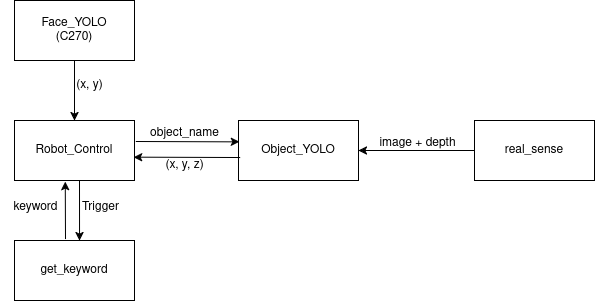 Face_YOLO
(C270)
(x, y)
object_name
Robot_Control
Object_YOLO
image + depth
real_sense
(x, y, z)
keyword
Trigger
get_keyword